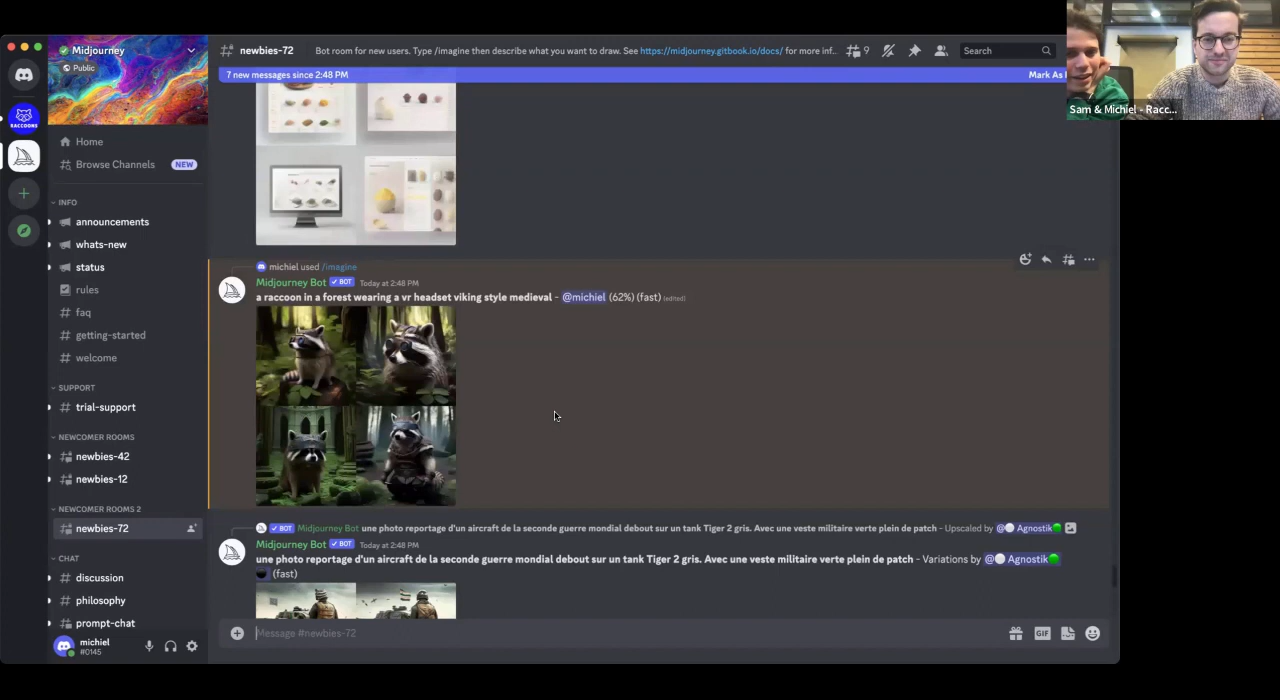 Midjourney
Public
newbies-72
Bot room for new users. Type /imagine then describe what you want to draw. See https://midjourney.gitbook.io/docs/ for more inf...
9
Search
7 new messages since 2:48 PM
Mark As
Sam & Michiel - Racc...
RACCOONS
Home
Browse Channels
NEW
INFO
announcements
whats-new
status
rules
faq
getting-started
welcome
SUPPORT
trial-support
NEWCOMER ROOMS
newbies-42
newbies-12
NEWCOMER ROOMS 2
newbies-72
CHAT
discussion
philosophy
prompt-chat
michiel
#0145
michiel used /imagine
Midjourney Bot BOT Today at 2:48 PM
a raccoon in a forest wearing a vr headset viking style medieval - @michiel (62%) (fast) (edited)
BOT Midjourney Bot une photo reportage d'un aircraft de la seconde guerre mondial debout sur un tank Tiger 2 gris. Avec une veste militaire verte plein de patch - Upscaled by @Agnostik
Midjourney Bot BOT Today at 2:48 PM
une photo reportage d'un aircraft de la seconde guerre mondial debout sur un tank Tiger 2 gris. Avec une veste militaire verte plein de patch - Variations by @Agnostik
(fast)
Message #newbies-72
GIF